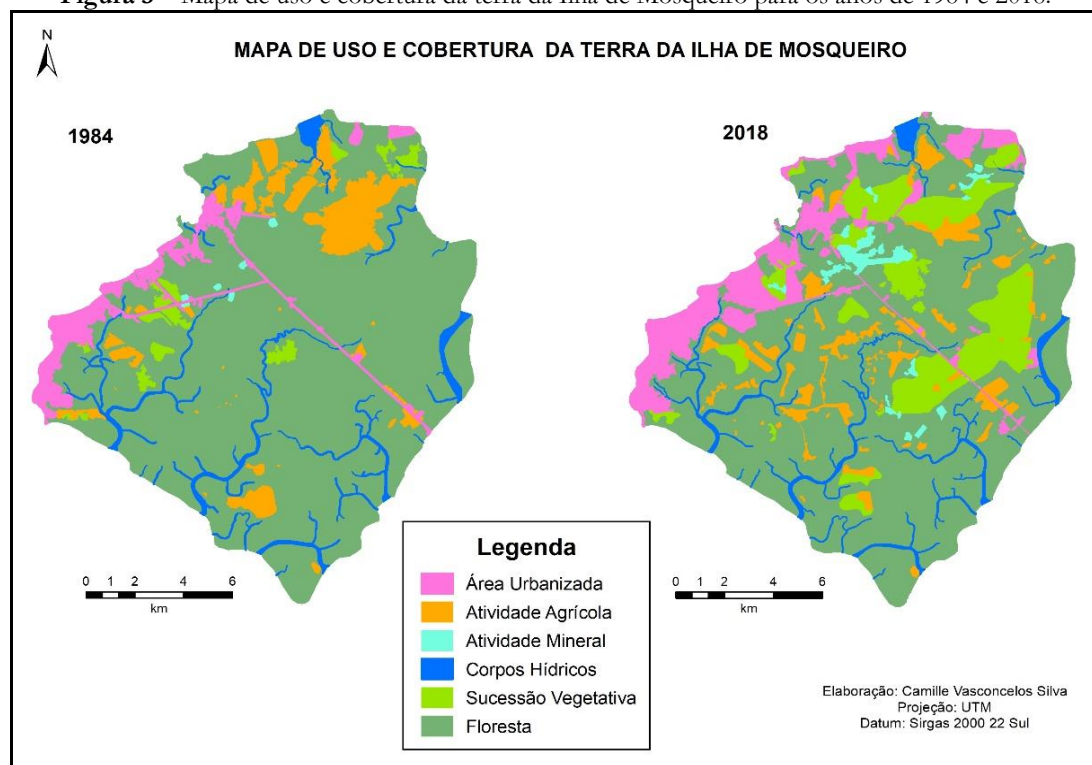 Figura 3 – Mapa de uso e cobertura da terra da Ilha de Mosqueiro para os anos de 1984 e 2018.
N
MAPA DE USO E COBERTURA DA TERRA DA ILHA DE MOSQUEIRO
1984
2018
0 1 2 4 6
km
Legenda
Área Urbanizada
Atividade Agrícola
Atividade Mineral
Corpos Hídricos
Sucessão Vegetativa
Floresta
0 1 2 4 6
km
Elaboração: Camille Vasconcelos Silva
Projeção: UTM
Datum: Sirgas 2000 22 Sul